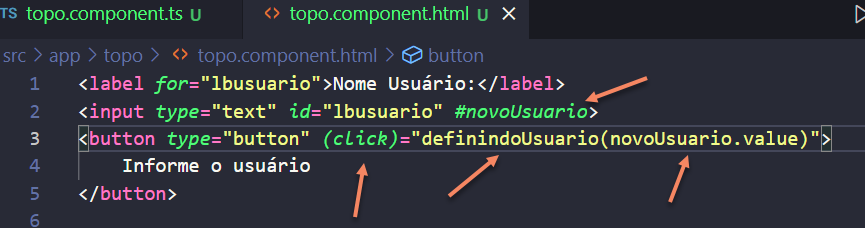 TS topo.component.ts U <> topo.component.html U ×
src > app > topo > <> topo.component.html > button
1 <label for="lbusuario">Nome Usuário:</label>
2 <input type="text" id="lbusuario" #novoUsuario>
3 <button type="button" (click)="definindoUsuario(novoUsuario.value)">
4 Informe o usuário
5 </button>
6